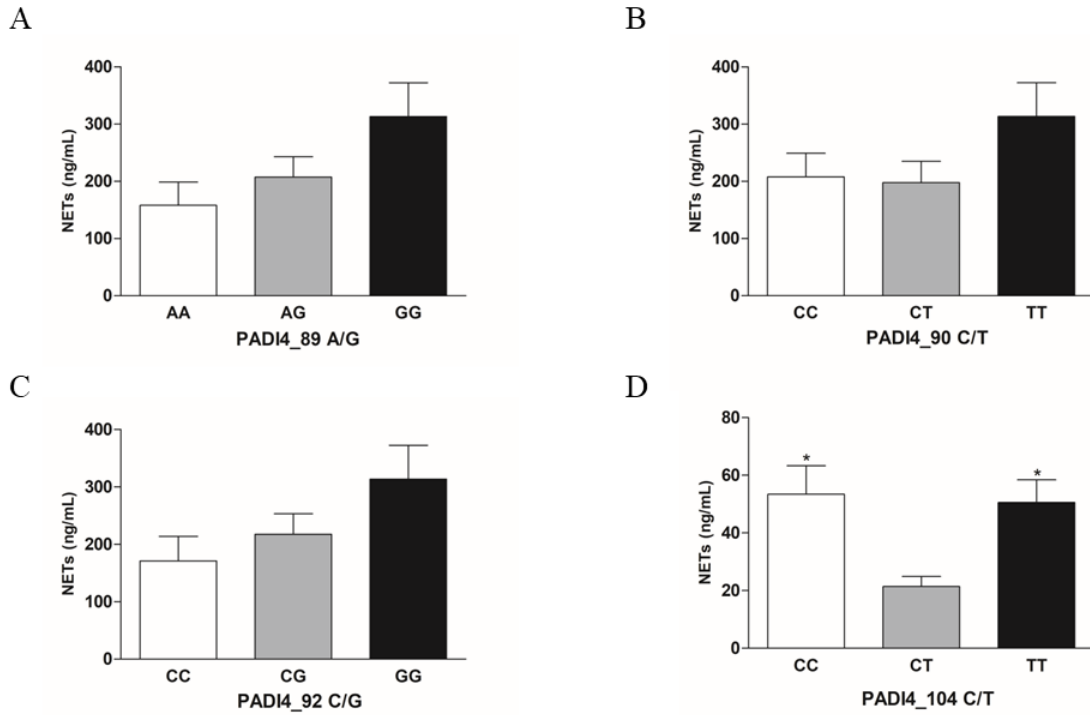 A
NETs (ng/mL)
400
300
200
100
0
AA AG GG
PADI4_89 A/G
B
NETs (ng/mL)
400
300
200
100
0
CC CT TT
PADI4_90 C/T
C
NETs (ng/mL)
400
300
200
100
0
CC CG GG
PADI4_92 C/G
D
NETs (ng/mL)
80
60
40
20
0
* *
CC CT TT
PADI4_104 C/T